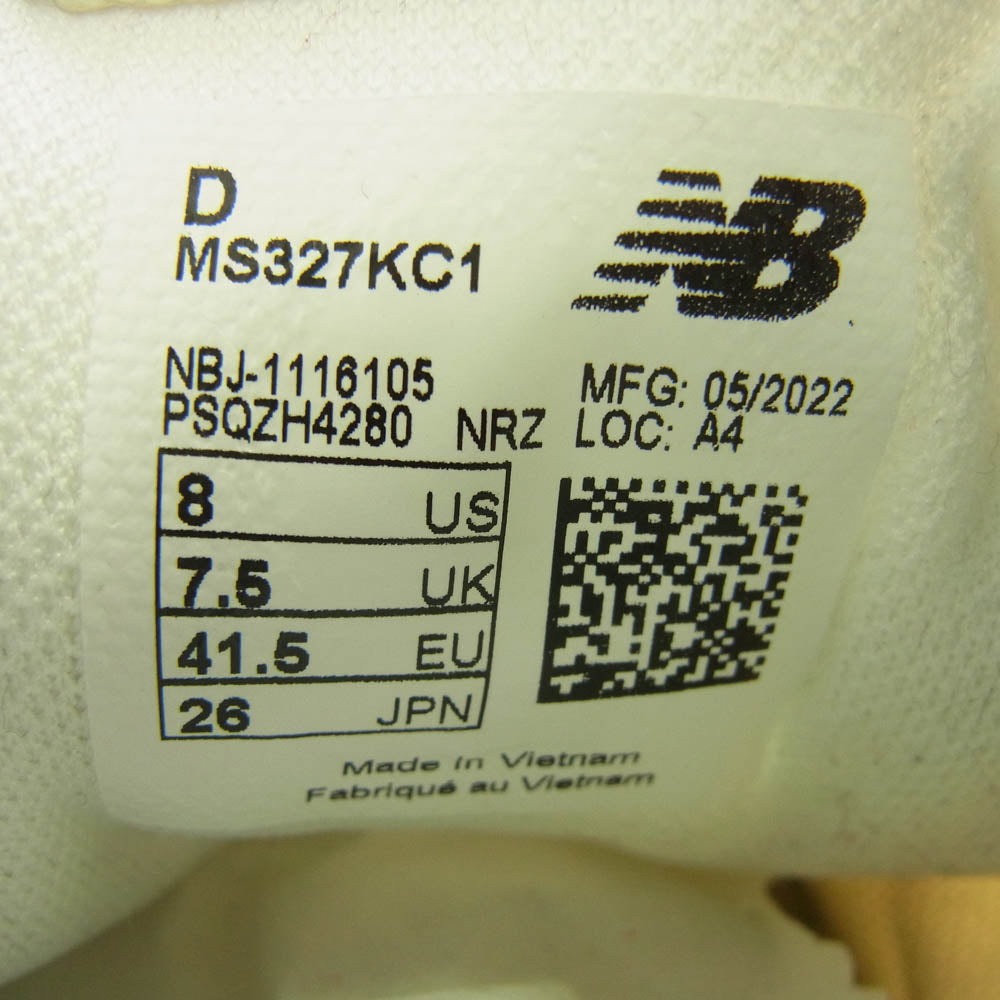 D
MS327KC1
NB
NBJ-1116105
PSQZH4280 NRZ
MFG: 05/2022
LOC: A4
8 US
7.5 UK
41.5 EU
26 JPN
Made in Vietnam
Fabriqué au Vietnam